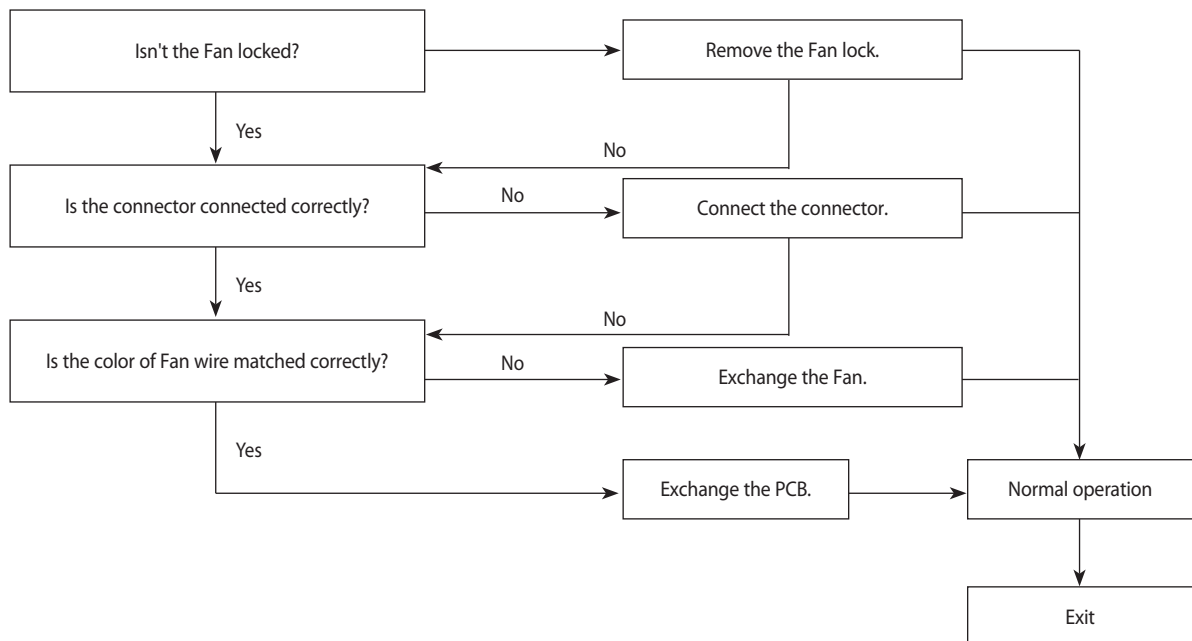 Isn't the Fan locked?
Remove the Fan lock.
Yes
No
Is the connector connected correctly?
No
Connect the connector.
Yes
No
Is the color of Fan wire matched correctly?
No
Exchange the Fan.
Yes
Exchange the PCB.
Normal operation
Exit